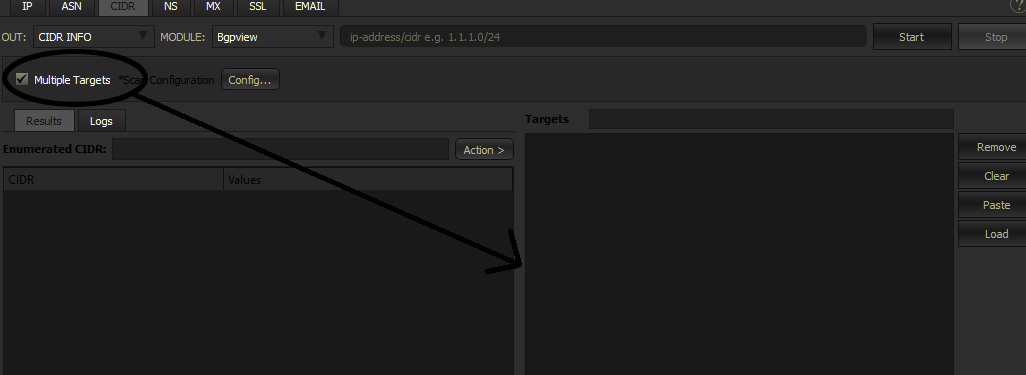 IP ASN CIDR NS MX SSL EMAIL ?
OUT: CIDR INFO MODULE: Bgpview ip-address/cidr e.g. 1.1.1.0/24 Start Stop
Multiple Targets *Scan Configuration Config...
Results Logs
Targets
Enumerated CIDR: Action >
Remove
CIDR Values
Clear
Paste
Load